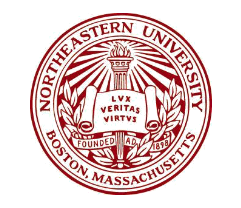 NORTHEASTERN UNIVERSITY
LVX
VERITAS
VIRTVS
FOUNDED A.D. 1898
BOSTON, MASSACHUSETTS